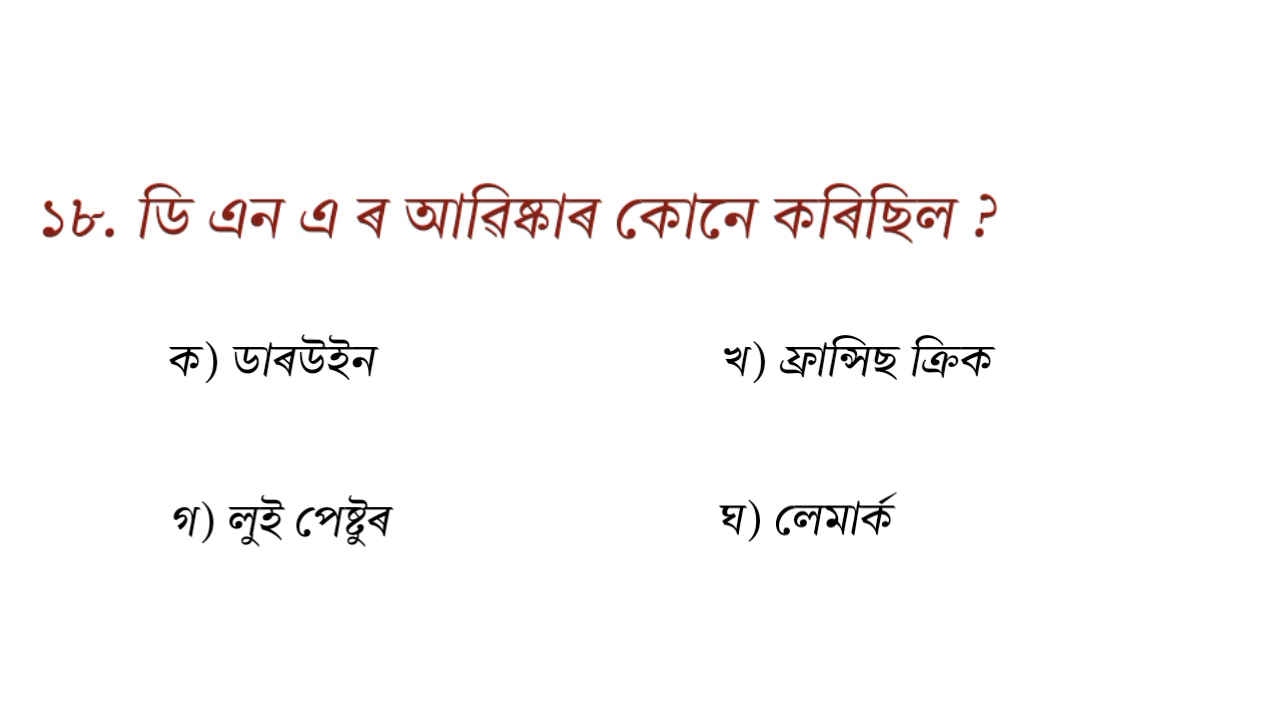 ১৮. ডি এন এ ৰ আৱিষ্কাৰ কোনে কৰিছিল ?
ক) ডাৰউইন
খ) ফ্ৰান্সিছ ক্ৰিক
গ) লুই পেষ্টুৰ
ঘ) লেমাৰ্ক